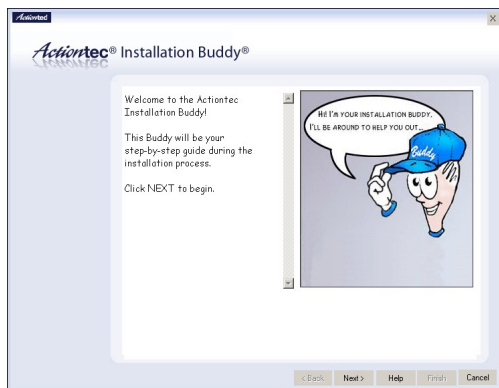 Actiontec
X
Actiontec® Installation Buddy®
Welcome to the Actiontec
Installation Buddy!
This Buddy will be your
step-by-step guide during the
installation process.
Click NEXT to begin.
HI! I'M YOUR INSTALLATION BUDDY,
I'LL BE AROUND TO HELP YOU OUT...
Buddy
< Back Next > Help Finish Cancel